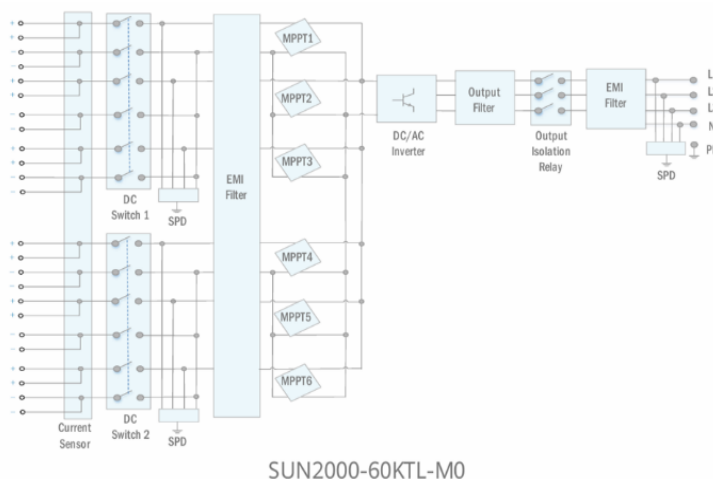 MPPT1
MPPT2
MPPT3
EMI
Filter
DC
Switch 1
SPD
MPPT4
MPPT5
MPPT6
Current
Sensor
DC
Switch 2
SPD
DC/AC
Inverter
Output
Filter
Output
Isolation
Relay
EMI
Filter
SPD
L
L
L
N
P
SUN2000-60KTL-M0